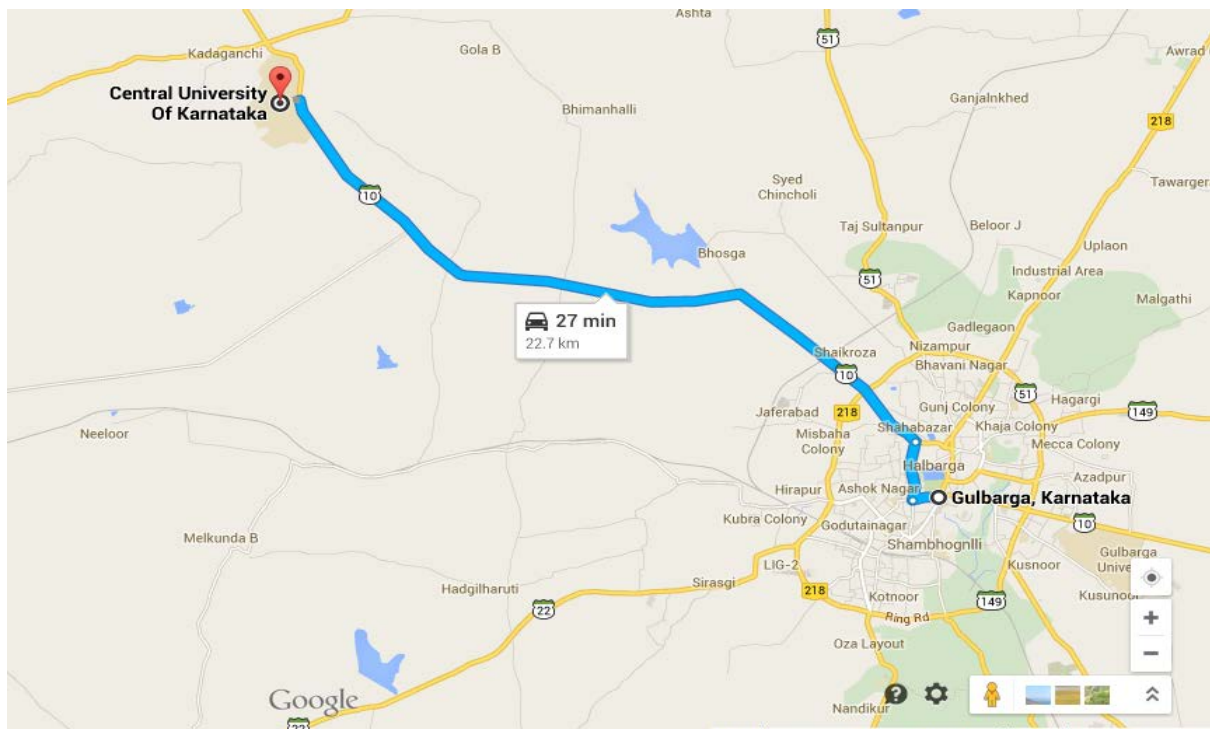 Ashta
51
Kadaganchi
Gola B
Awrad
Central University
Of Karnataka
Bhimanhalli
Ganjalnkhed
218
10
Syed
Chincholi
Tawarger
Taj Sultanpur
Beloor J
Bhosga
Uplaon
51
Industrial Area
Kapnoor
Malgathi
27 min
22.7 km
Gadlegaon
Shaikroza
Nizampur
Bhavani Nagar
10
51
Hagargi
Jaferabad
218
Gunj Colony
149
Neeloor
Misbaha
Colony
Shahabazar
Khaja Colony
Mecca Colony
Halbarga
Azadpur
Hirapur
Ashok Nagar
Gulbarga, Karnataka
Kubra Colony
Godutainagar
10
Melkunda B
Shambhognlli
Gulbarga
Unive
LIG-2
Kusnoor
Hadgilharuti
Sirasgi
218
Kotnoor
149
Kusunoor
22
Ring Rd
Oza Layout
Google
Nandikur
22